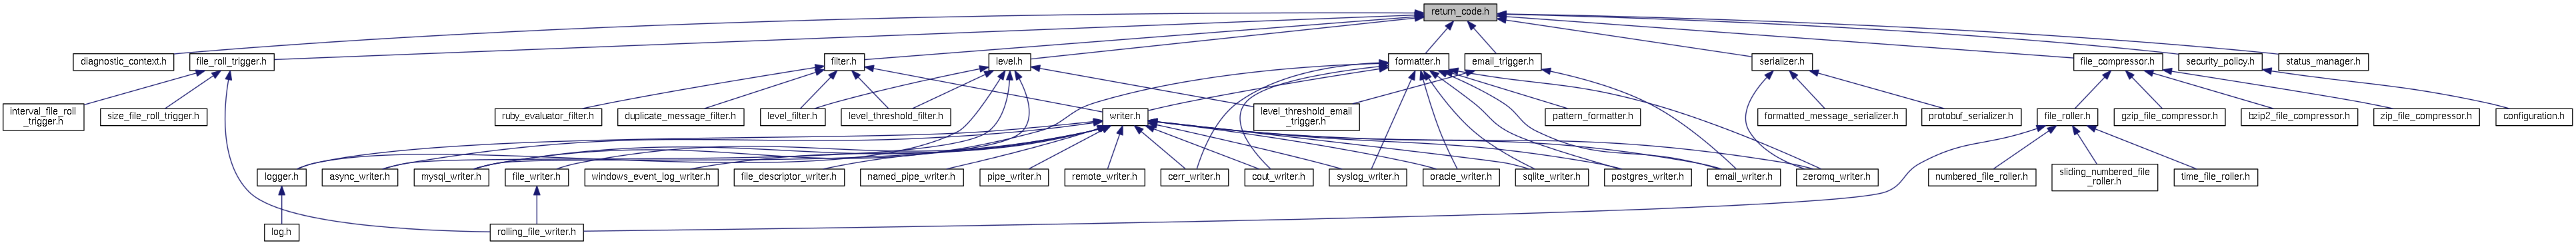 return_code.h
diagnostic_context.h
file_roll_trigger.h
filter.h
level.h
formatter.h
email_trigger.h
serializer.h
file_compressor.h
security_policy.h
status_manager.h
interval_file_roll
_trigger.h
size_file_roll_trigger.h
ruby_evaluator_filter.h
duplicate_message_filter.h
level_filter.h
level_threshold_filter.h
writer.h
level_threshold_email
_trigger.h
pattern_formatter.h
formatted_message_serializer.h
protobuf_serializer.h
file_roller.h
gzip_file_compressor.h
bzip2_file_compressor.h
zip_file_compressor.h
configuration.h
logger.h
async_writer.h
mysql_writer.h
file_writer.h
windows_event_log_writer.h
file_descriptor_writer.h
named_pipe_writer.h
pipe_writer.h
remote_writer.h
cerr_writer.h
cout_writer.h
syslog_writer.h
oracle_writer.h
sqlite_writer.h
postgres_writer.h
email_writer.h
zeromq_writer.h
numbered_file_roller.h
sliding_numbered_file
_roller.h
time_file_roller.h
log.h
rolling_file_writer.h